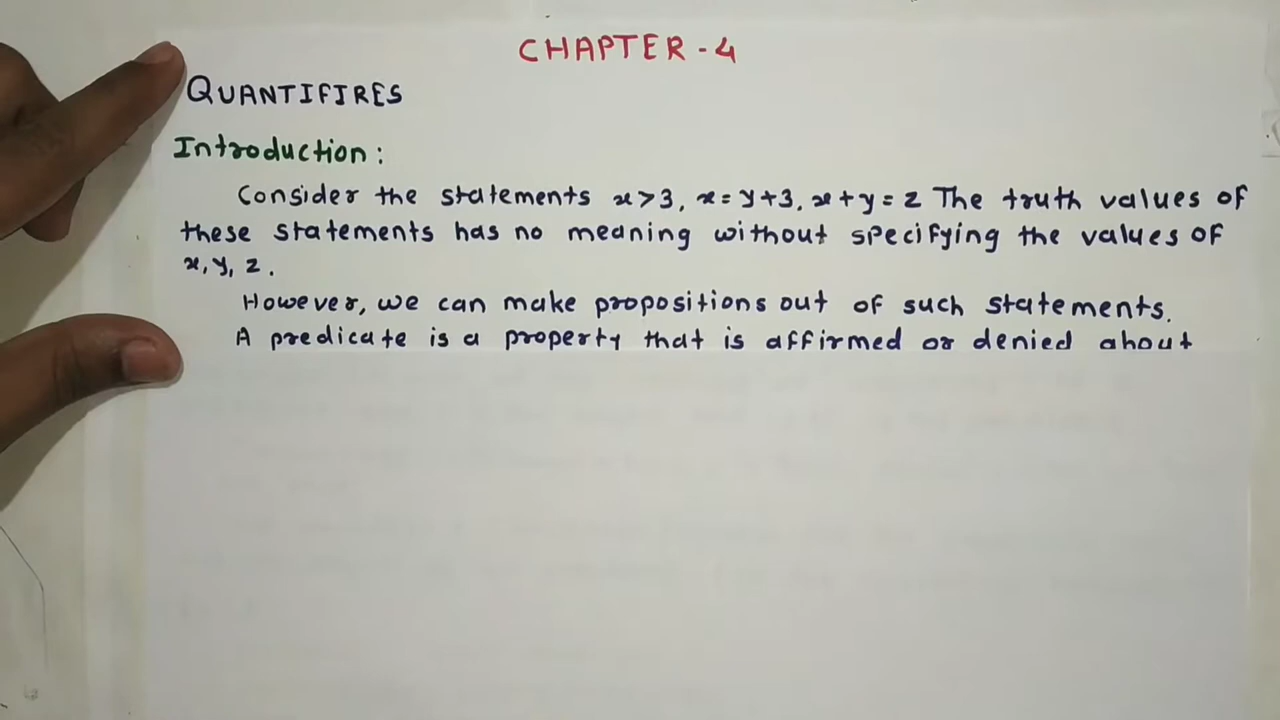 CHAPTER - 4
QUANTIFIRES
Introduction:
Consider the statements x > 3, x = y + 3, x + y = z The truth values of
these statements has no meaning without specifying the values of
x, y, z.
However, we can make propositions out of such statements.
A predicate is a property that is affirmed or denied about